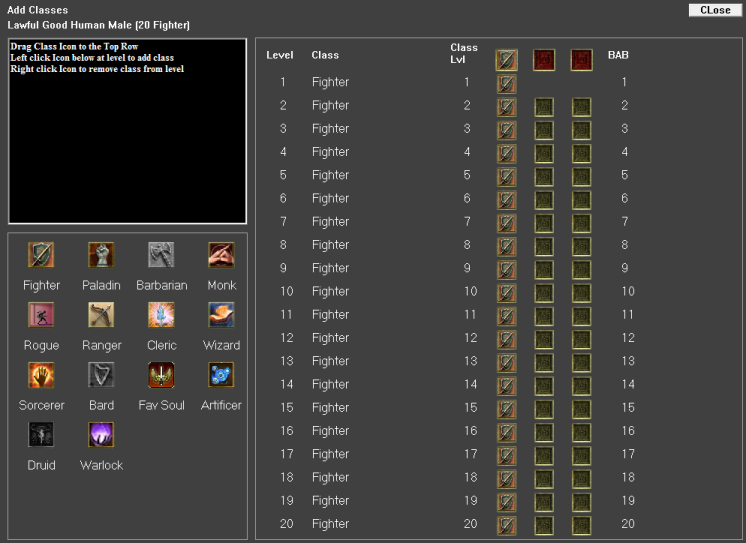 Add Classes
CLose
Lawful Good Human Male (20 Fighter)
Drag Class Icon to the Top Row
Left click Icon below at level to add class
Right click Icon to remove class from level
Fighter Paladin Barbarian Monk
Rogue Ranger Cleric Wizard
Sorcerer Bard Fav Soul Artificer
Druid Warlock
Level Class Class Lvl BAB
1 Fighter 1 1
2 Fighter 2 2
3 Fighter 3 3
4 Fighter 4 4
5 Fighter 5 5
6 Fighter 6 6
7 Fighter 7 7
8 Fighter 8 8
9 Fighter 9 9
10 Fighter 10 10
11 Fighter 11 11
12 Fighter 12 12
13 Fighter 13 13
14 Fighter 14 14
15 Fighter 15 15
16 Fighter 16 16
17 Fighter 17 17
18 Fighter 18 18
19 Fighter 19 19
20 Fighter 20 20